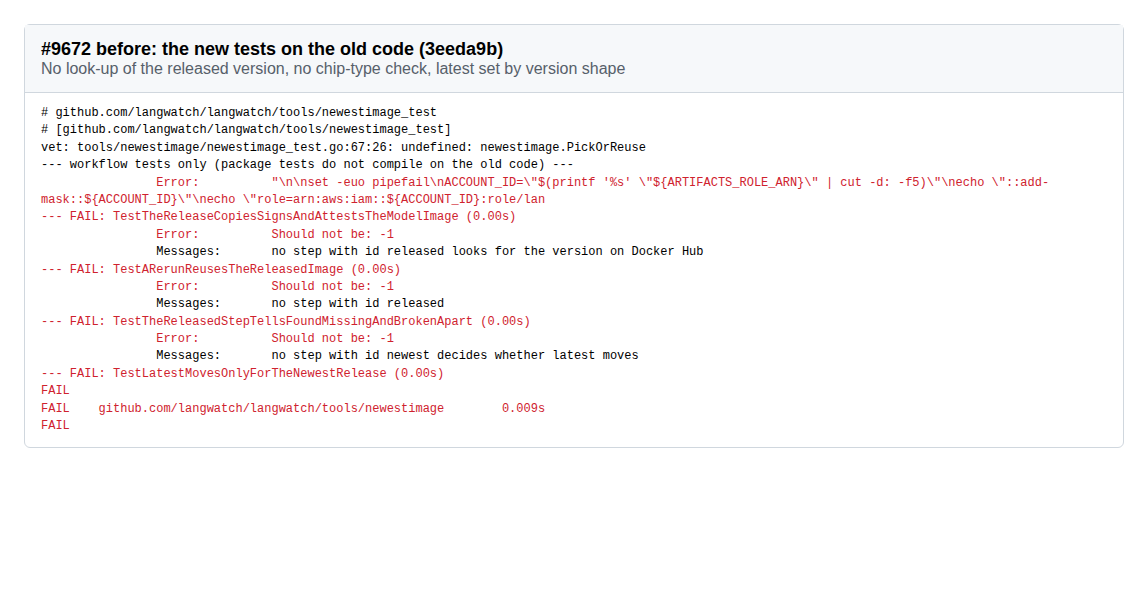 #9672 before: the new tests on the old code (3eeda9b)
No look-up of the released version, no chip-type check, latest set by version shape
# github.com/langwatch/langwatch/tools/newestimage_test
# [github.com/langwatch/langwatch/tools/newestimage_test]
vet: tools/newestimage/newestimage_test.go:67:26: undefined: newestimage.PickOrReuse
--- workflow tests only (package tests do not compile on the old code) ---
Error: "\n\nset -euo pipefail\nACCOUNT_ID=\"$(printf '%s' \"${ARTIFACTS_ROLE_ARN}\" | cut -d: -f5)\"\necho \"::add-
mask::${ACCOUNT_ID}\"\necho \"role=arn:aws:iam::${ACCOUNT_ID}:role/lan
--- FAIL: TestTheReleaseCopiesSignsAndAttestsTheModelImage (0.00s)
Error: Should not be: -1
Messages: no step with id released looks for the version on Docker Hub
--- FAIL: TestARerunReusesTheReleasedImage (0.00s)
Error: Should not be: -1
Messages: no step with id released
--- FAIL: TestTheReleasedStepTellsFoundMissingAndBrokenApart (0.00s)
Error: Should not be: -1
Messages: no step with id newest decides whether latest moves
--- FAIL: TestLatestMovesOnlyForTheNewestRelease (0.00s)
FAIL
FAIL github.com/langwatch/langwatch/tools/newestimage 0.009s
FAIL